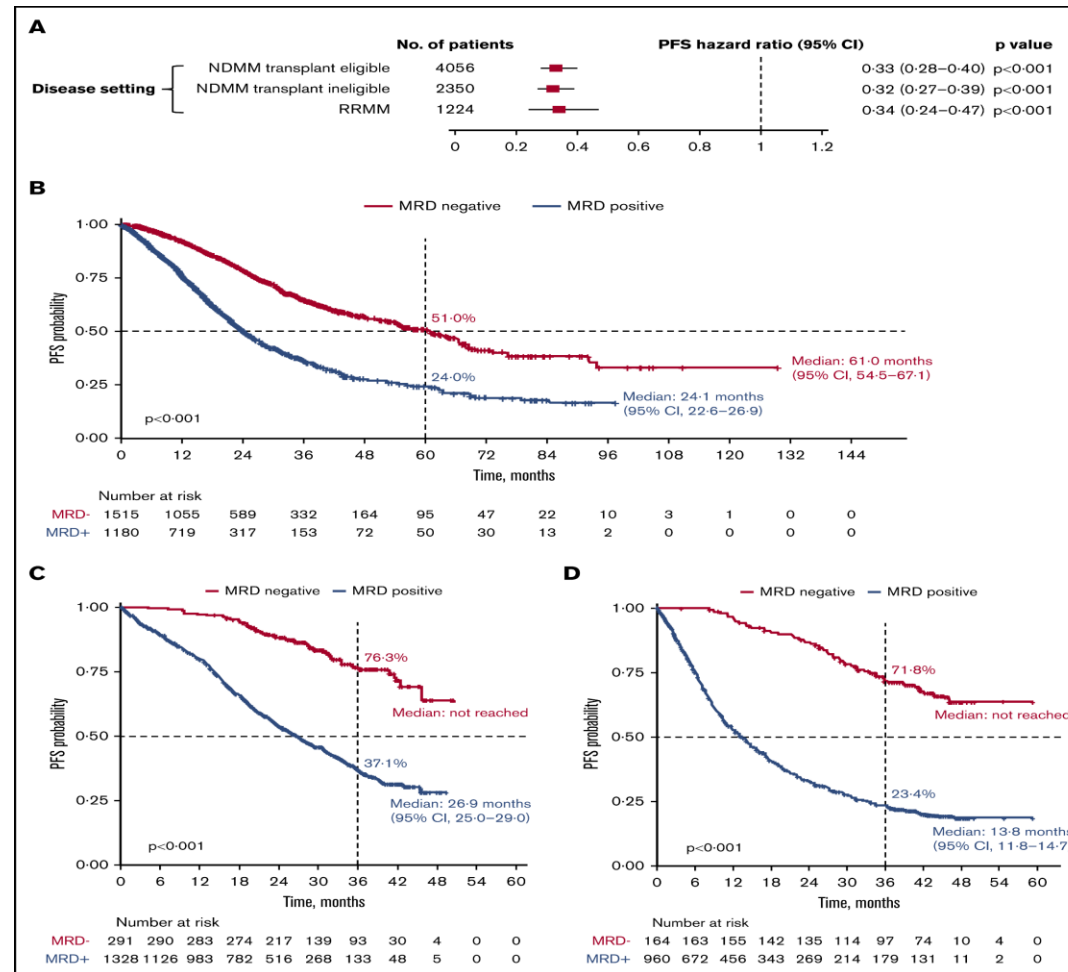 A
No. of patients PFS hazard ratio (95% CI) p value
Disease setting
NDMM transplant eligible 4056 0·33 (0·28–0·40) p<0·001
NDMM transplant ineligible 2350 0·32 (0·27–0·39) p<0·001
RRMM 1224 0·34 (0·24–0·47) p<0·001
0 0.2 0.4 0.6 0.8 1 1.2
B
MRD negative MRD positive
1·00
0·75
0·50
0·25
0·00
PFS probability
51·0%
24·0%
Median: 61·0 months
(95% CI, 54·5–67·1)
Median: 24·1 months
(95% CI, 22·6–26·9)
p<0·001
0 12 24 36 48 60 72 84 96 108 120 132 144
Time, months
Number at risk
MRD- 1515 1055 589 332 164 95 47 22 10 3 1 0 0
MRD+ 1180 719 317 153 72 50 30 13 2 0 0 0 0
C
MRD negative MRD positive
1·00
0·75
0·50
0·25
0·00
PFS probability
76·3%
Median: not reached
37·1%
Median: 26·9 months
(95% CI, 25·0–29·0)
p<0·001
0 6 12 18 24 30 36 42 48 54 60
Time, months
Number at risk
MRD- 291 290 283 274 217 139 93 30 4 0 0
MRD+ 1328 1126 983 782 516 268 133 48 5 0 0
D
MRD negative MRD positive
1·00
0·75
0·50
0·25
0·00
PFS probability
71·8%
Median: not reached
23·4%
Median: 13·8 months
(95% CI, 11·8–14·7)
p<0·001
0 6 12 18 24 30 36 42 48 54 60
Time, months
Number at risk
MRD- 164 163 155 142 135 114 97 74 10 4 0
MRD+ 960 672 456 343 269 214 179 131 11 2 0